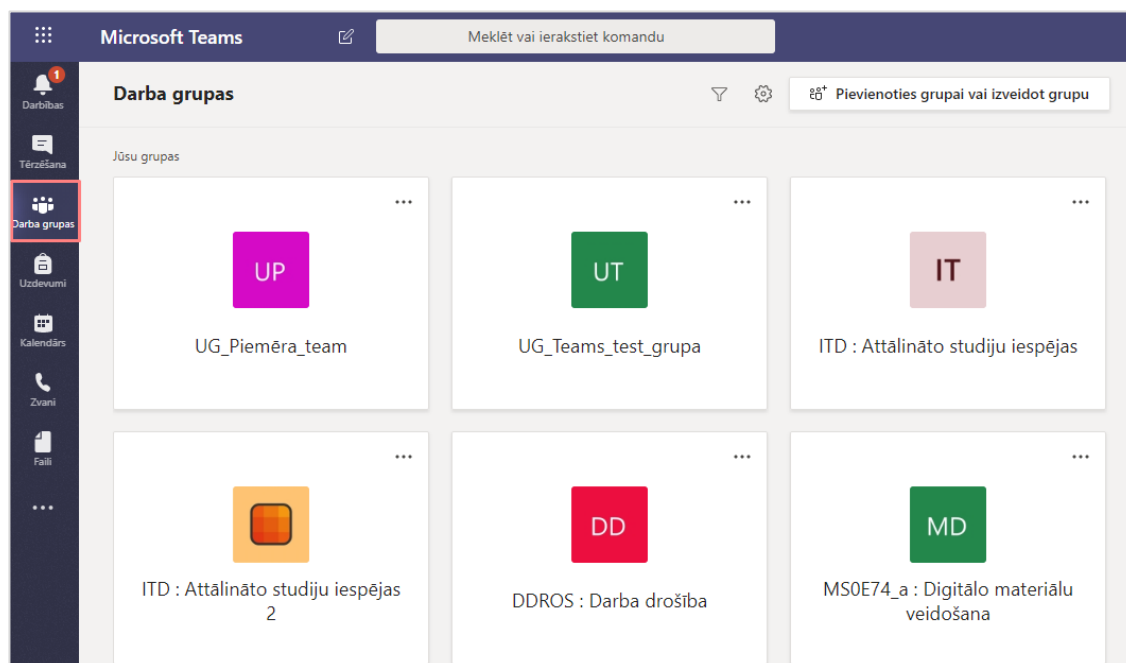 Microsoft Teams
Meklēt vai ierakstiet komandu
1
Darbības
Tērzēšana
Darba grupas
Uzdevumi
Kalendārs
Zvani
Faili
Darba grupas
Pievienoties grupai vai izveidot grupu
Jūsu grupas
UP
UG_Piemēra_team
UT
UG_Teams_test_grupa
IT
ITD : Attālināto studiju iespējas
ITD : Attālināto studiju iespējas
2
DD
DDROS : Darba drošība
MD
MS0E74_a : Digitālo materiālu
veidošana